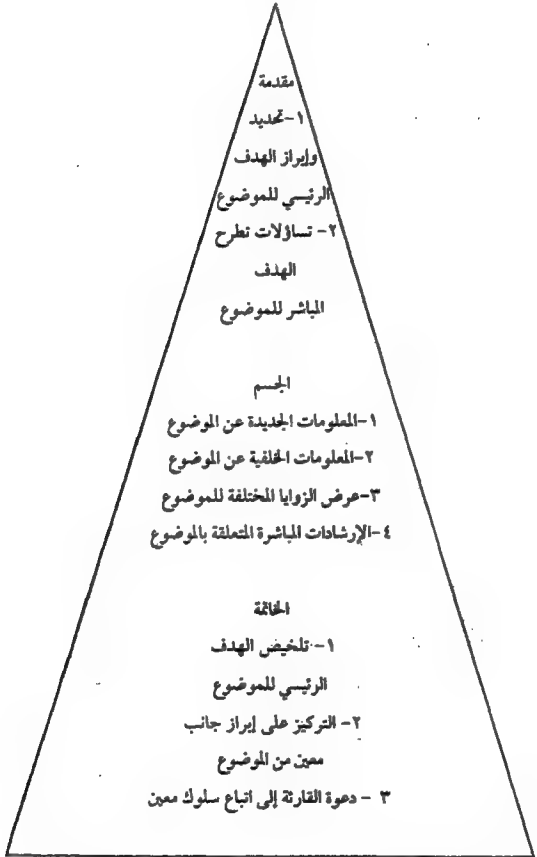 مقدمة
١-تحديد
وإبراز الهدف
الرئيسي للموضوع
٢- تساؤلات تطرح
الهدف
المباشر للموضوع
الجسم
١-المعلومات الجديدة عن الموضوع
٢-المعلومات الخلفية عن الموضوع
٣-عرض الزوايا المختلفة للموضوع
٤-الإرشادات المباشرة المتعلقة بالموضوع
الخاتمة
١- تلخيص الهدف
الرئيسي للموضوع
٢- التركيز على إبراز جانب
معين من الموضوع
٣ - دعوة القارئة إلى اتباع سلوك معين